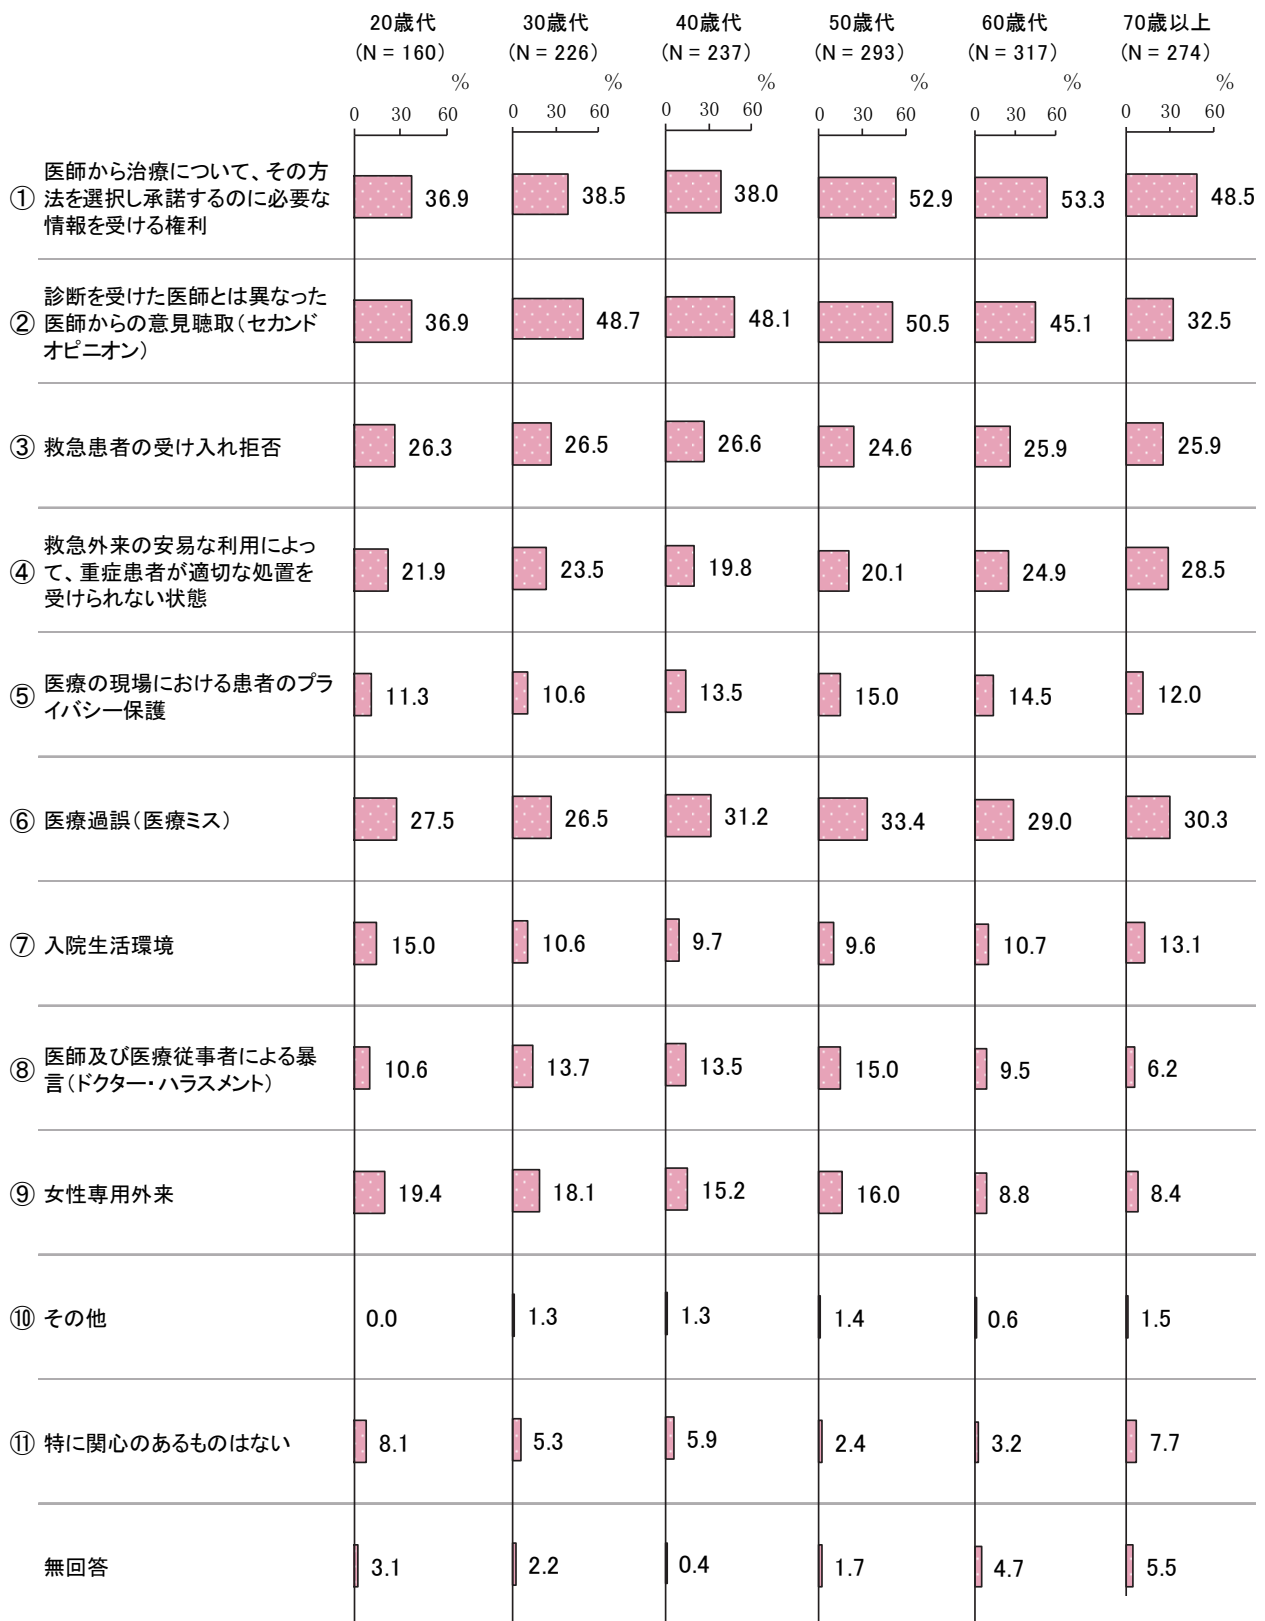 20歳代 30歳代 40歳代 50歳代 60歳代 70歳以上
(N = 160) (N = 226) (N = 237) (N = 293) (N = 317) (N = 274)
% % % % % %
0 30 60 0 30 60 0 30 60 0 30 60 0 30 60 0 30 60
① 医師から治療について、その方
法を選択し承諾するのに必要な
情報を受ける権利
36.9 38.5 38.0 52.9 53.3 48.5
② 診断を受けた医師とは異なった
医師からの意見聴取(セカンド
オピニオン)
36.9 48.7 48.1 50.5 45.1 32.5
③ 救急患者の受け入れ拒否
26.3 26.5 26.6 24.6 25.9 25.9
④ 救急外来の安易な利用によっ
て、重症患者が適切な処置を
受けられない状態
21.9 23.5 19.8 20.1 24.9 28.5
⑤ 医療の現場における患者のプラ
イバシー保護
11.3 10.6 13.5 15.0 14.5 12.0
⑥ 医療過誤(医療ミス)
27.5 26.5 31.2 33.4 29.0 30.3
⑦ 入院生活環境
15.0 10.6 9.7 9.6 10.7 13.1
⑧ 医師及び医療従事者による暴
言(ドクター・ハラスメント)
10.6 13.7 13.5 15.0 9.5 6.2
⑨ 女性専用外来
19.4 18.1 15.2 16.0 8.8 8.4
⑩ その他
0.0 1.3 1.3 1.4 0.6 1.5
⑪ 特に関心のあるものはない
8.1 5.3 5.9 2.4 3.2 7.7
無回答
3.1 2.2 0.4 1.7 4.7 5.5